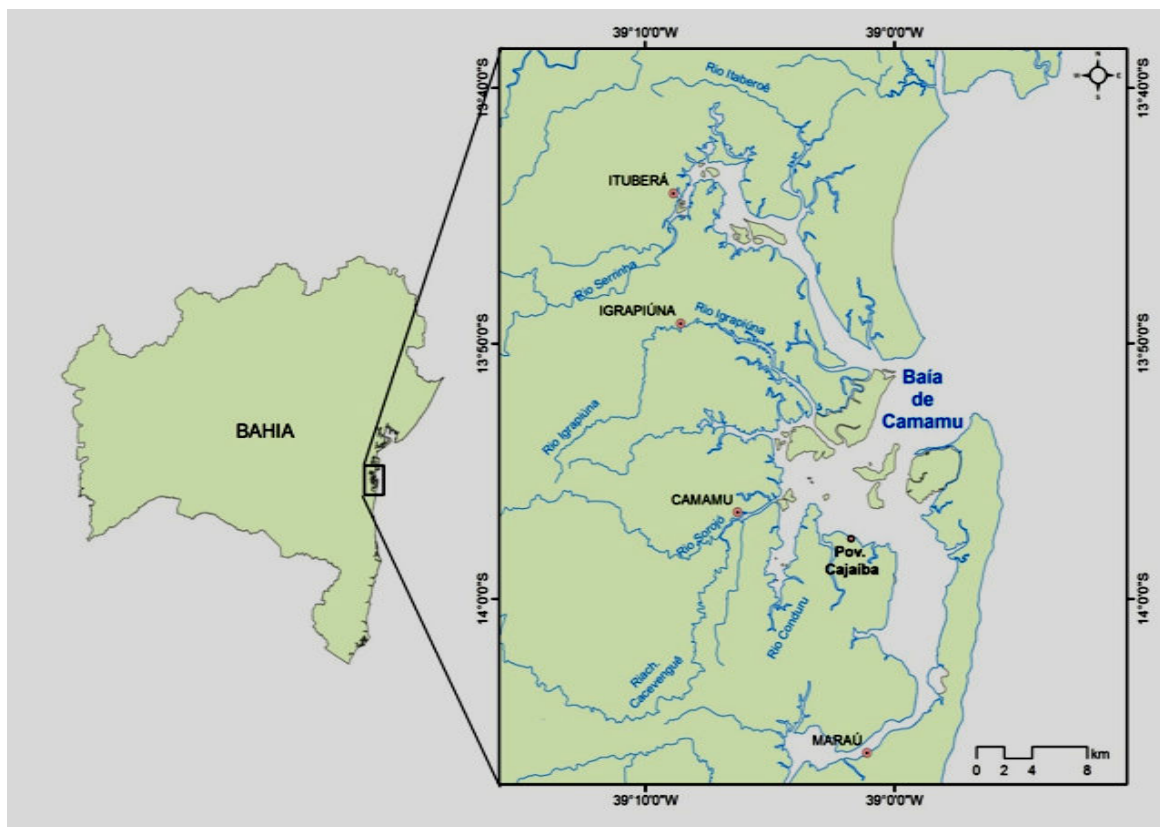 39°10'0"W
39°0'0"W
N
W
E
S
13°40'0"S
13°40'0"S
Rio Itaberoê
ITUBERÁ
Rio Serrinha
IGRAPIÚNA
Rio Igrapiúna
13°50'0"S
13°50'0"S
Baía
de
Camamu
BAHIA
Rio Igrapiúna
CAMAMU
Rio Sorojó
Pov.
Cajaíba
14°0'0"S
14°0'0"S
Rio Conduru
Riach.
Cacevenguê
MARAÚ
km
0 2 4 8
39°10'0"W
39°0'0"W